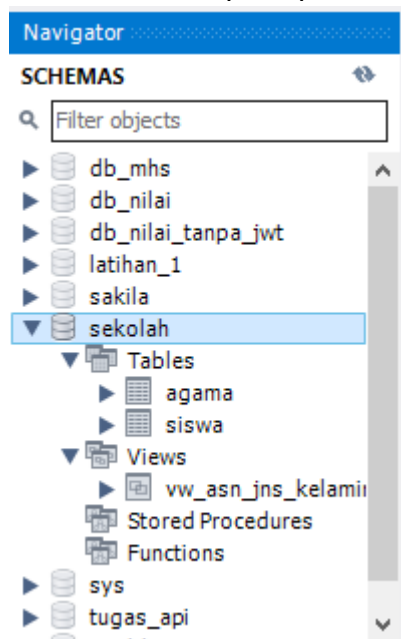 Navigator
SCHEMAS
Filter objects
db_mhs
db_nilai
db_nilai_tanpa_jwt
latihan_1
sakila
sekolah
Tables
agama
siswa
Views
vw_asn_jns_kelamin
Stored Procedures
Functions
sys
tugas_api